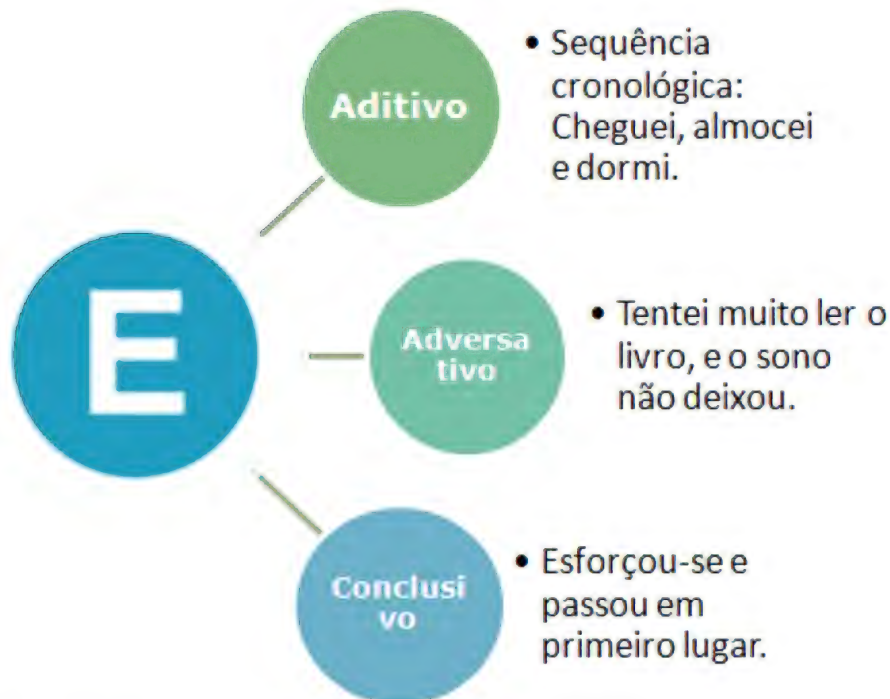 E
Aditivo
• Sequência
cronológica:
Cheguei, almocei
e dormi.
Adversa
tivo
• Tentei muito ler o
livro, e o sono
não deixou.
Conclusi
vo
• Esforçou-se e
passou em
primeiro lugar.